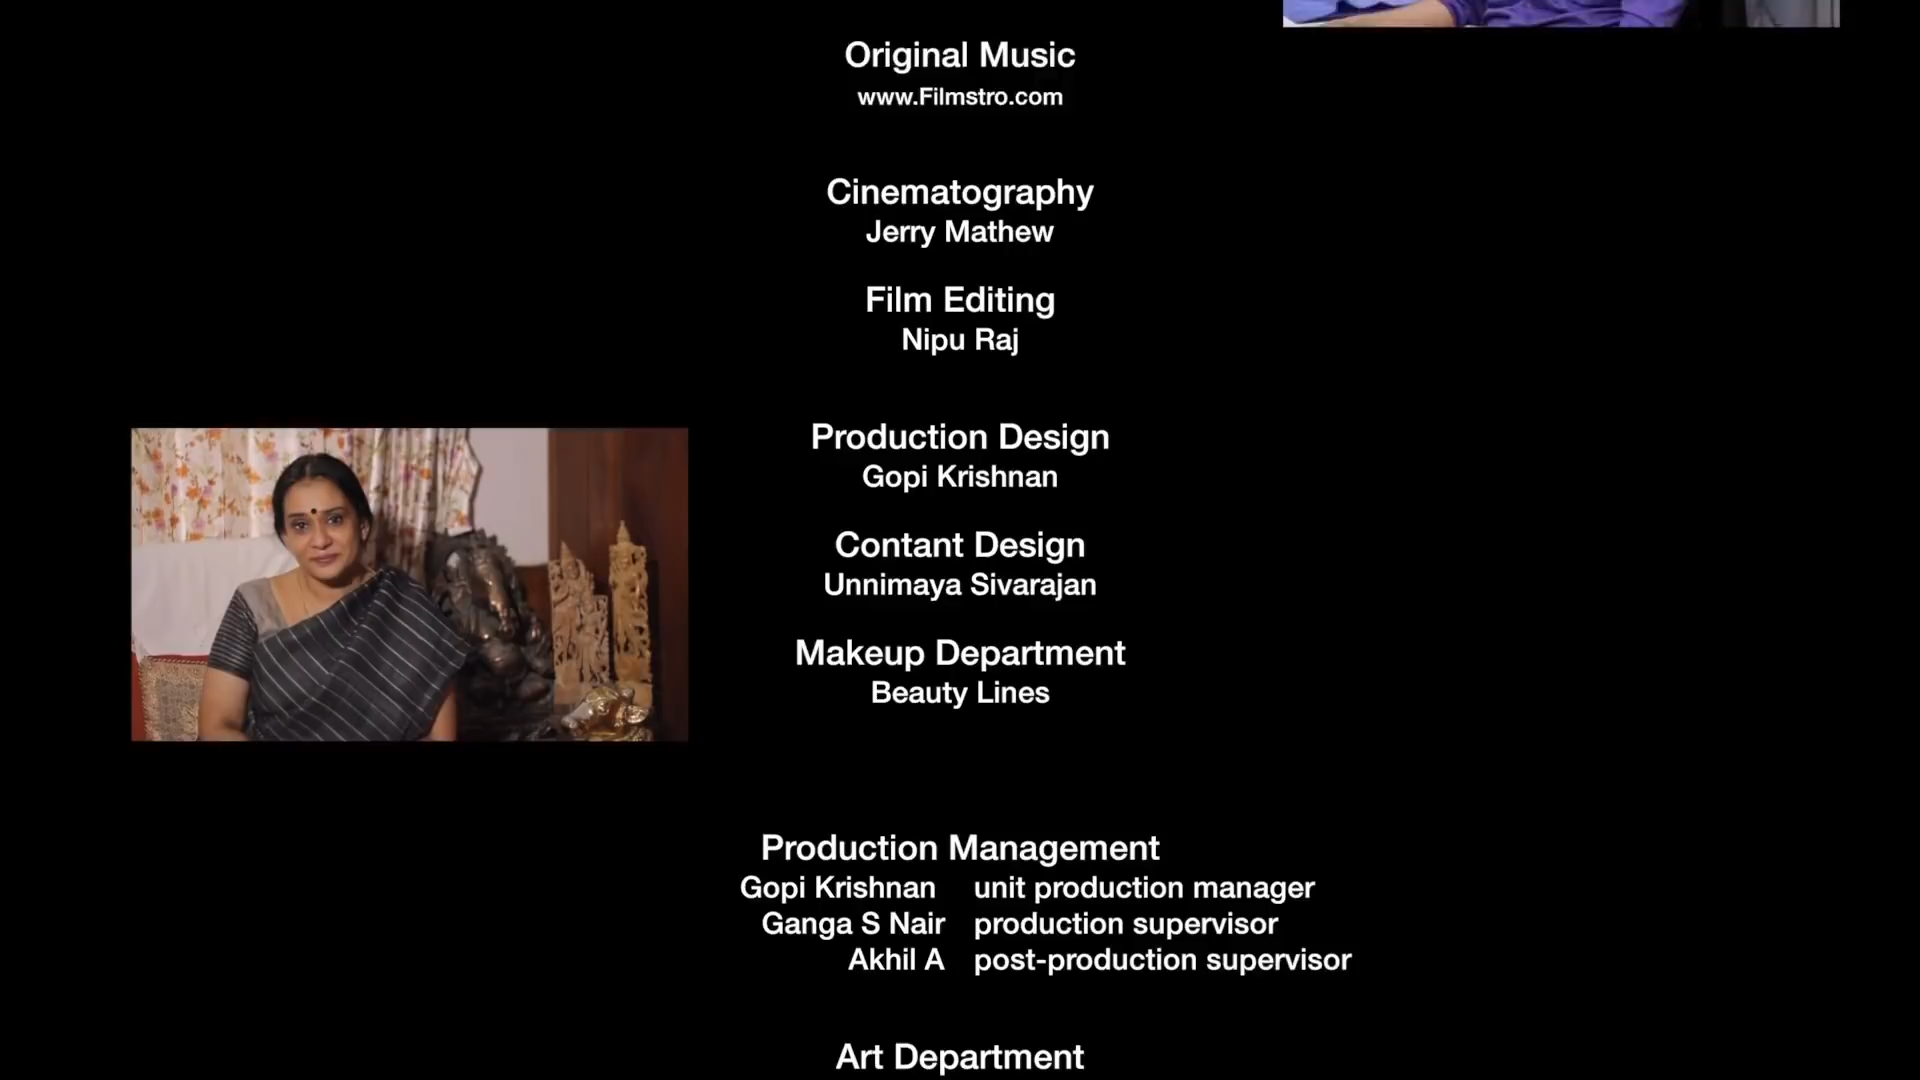 Original Music
www.Filmstro.com
Cinematography
Jerry Mathew
Film Editing
Nipu Raj
Production Design
Gopi Krishnan
Contant Design
Unnimaya Sivarajan
Makeup Department
Beauty Lines
Production Management
Gopi Krishnan unit production manager
Ganga S Nair production supervisor
Akhil A post-production supervisor
Art Department